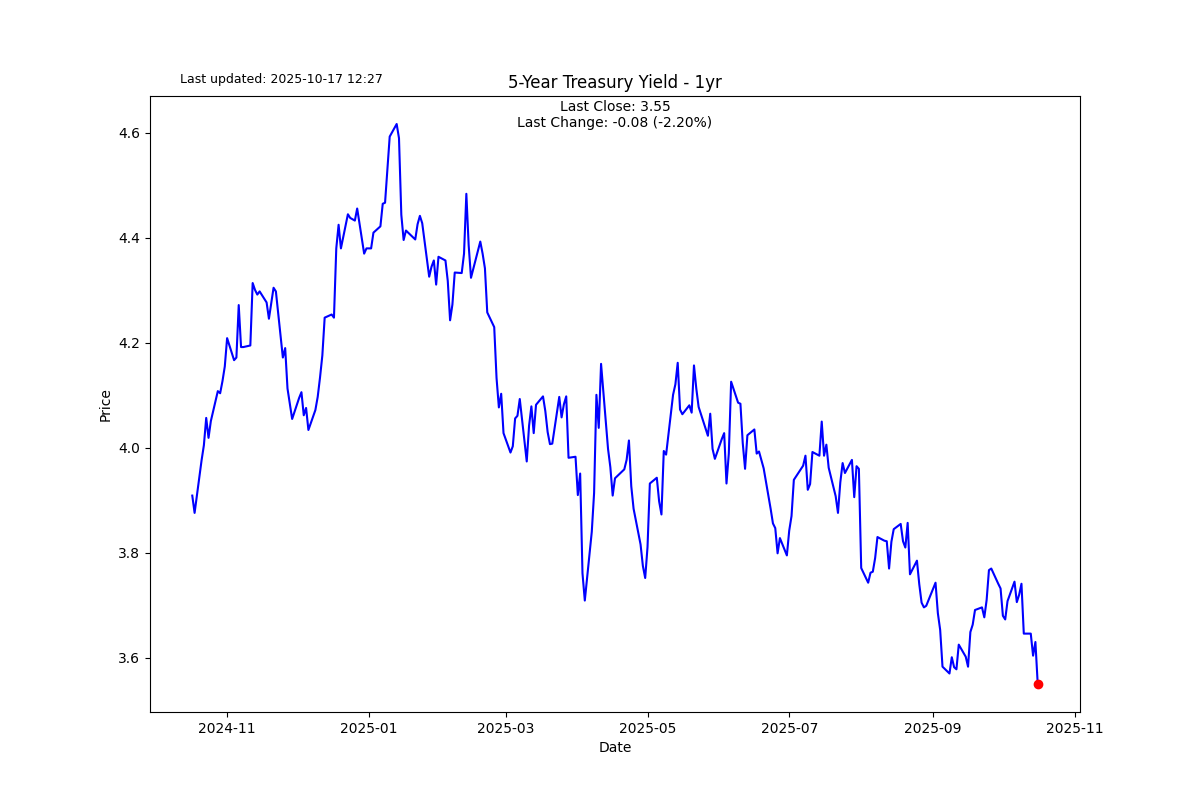 Last updated: 2025-10-17 12:27
5-Year Treasury Yield - 1yr
Last Close: 3.55
Last Change: -0.08 (-2.20%)
Price
4.6
4.4
4.2
4.0
3.8
3.6
2024-11 2025-01 2025-03 2025-05 2025-07 2025-09 2025-11
Date